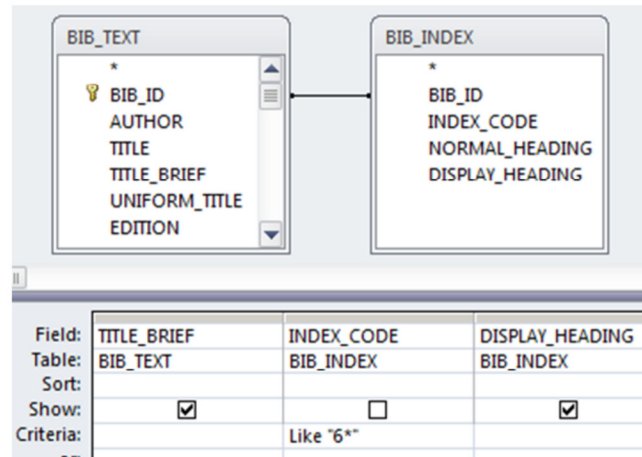 BIB_TEXT
*
BIB_ID
AUTHOR
TITLE
TITLE_BRIEF
UNIFORM_TITLE
EDITION
BIB_INDEX
*
BIB_ID
INDEX_CODE
NORMAL_HEADING
DISPLAY_HEADING
Field: TITLE_BRIEF INDEX_CODE DISPLAY_HEADING
Table: BIB_TEXT BIB_INDEX BIB_INDEX
Sort:
Show:
Criteria: Like "6*"